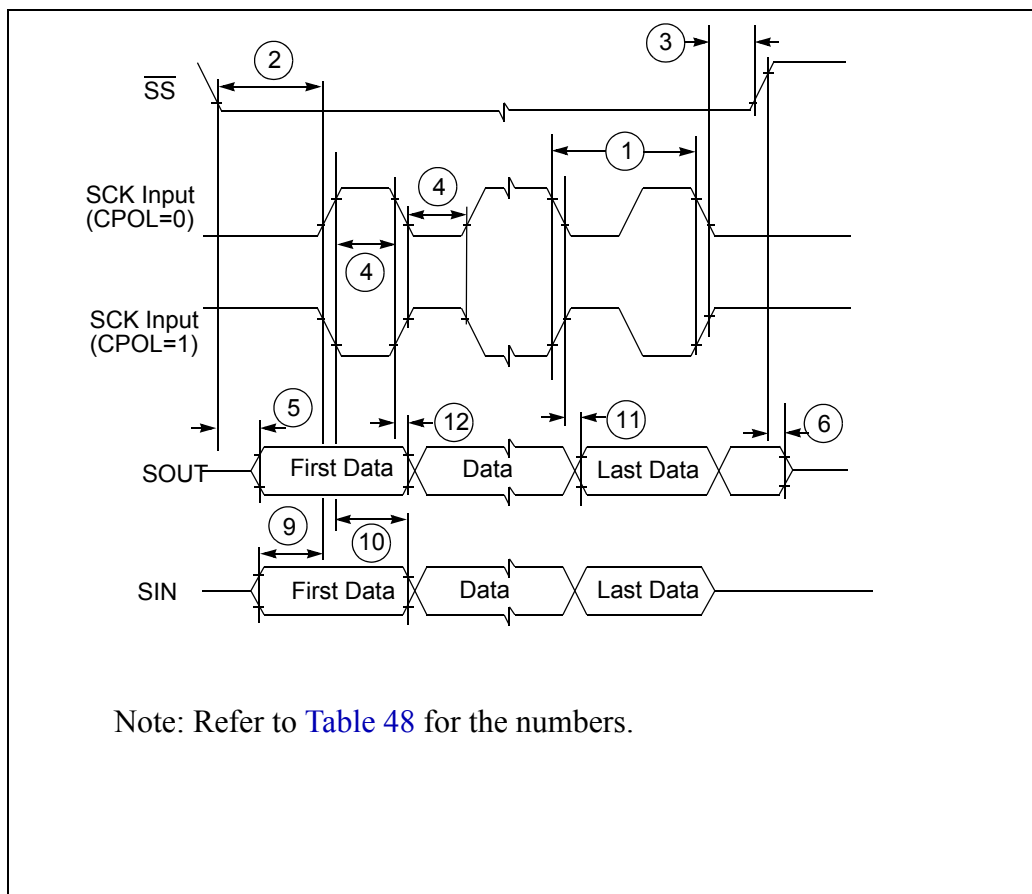 3
2
SS
1
SCK Input
(CPOL=0)
4
4
SCK Input
(CPOL=1)
5
12
11
6
SOUT
First Data
Data
Last Data
9
10
SIN
First Data
Data
Last Data
Note: Refer to Table 48 for the numbers.